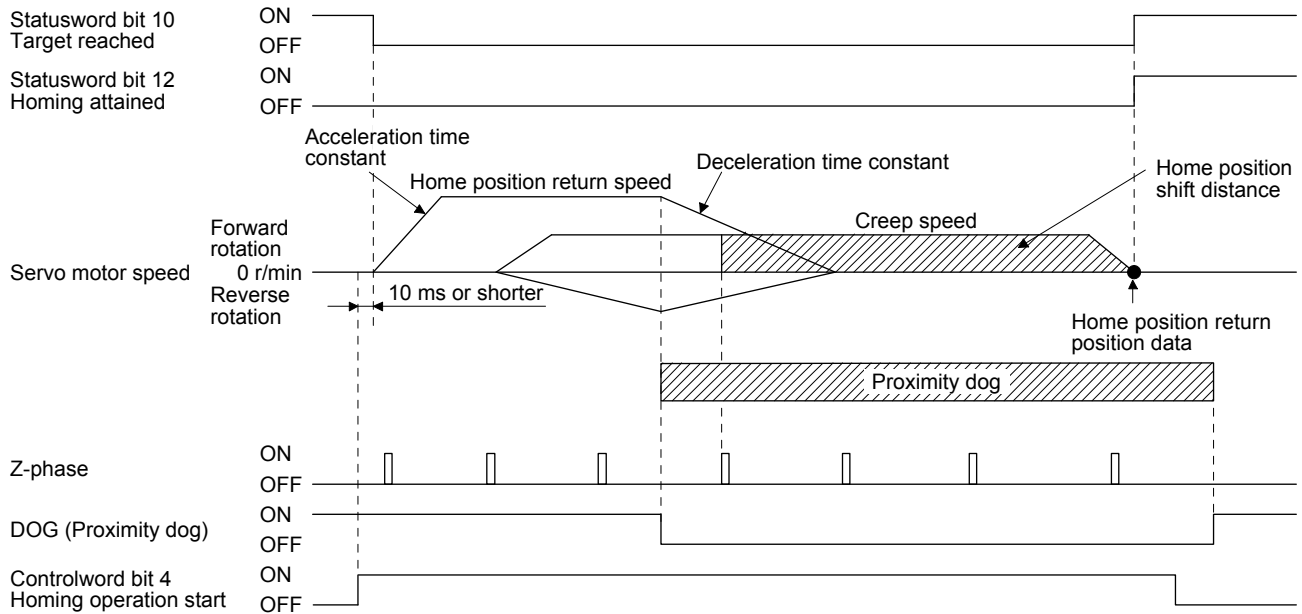 Statusword bit 10
Target reached
ON
OFF
Statusword bit 12
Homing attained
ON
OFF
Acceleration time
constant
Home position return speed
Deceleration time constant
Home position
shift distance
Creep speed
Servo motor speed
Forward
rotation
0 r/min
Reverse
rotation
10 ms or shorter
Home position return
position data
Proximity dog
Z-phase
ON
OFF
DOG (Proximity dog)
ON
OFF
Controlword bit 4
Homing operation start
ON
OFF